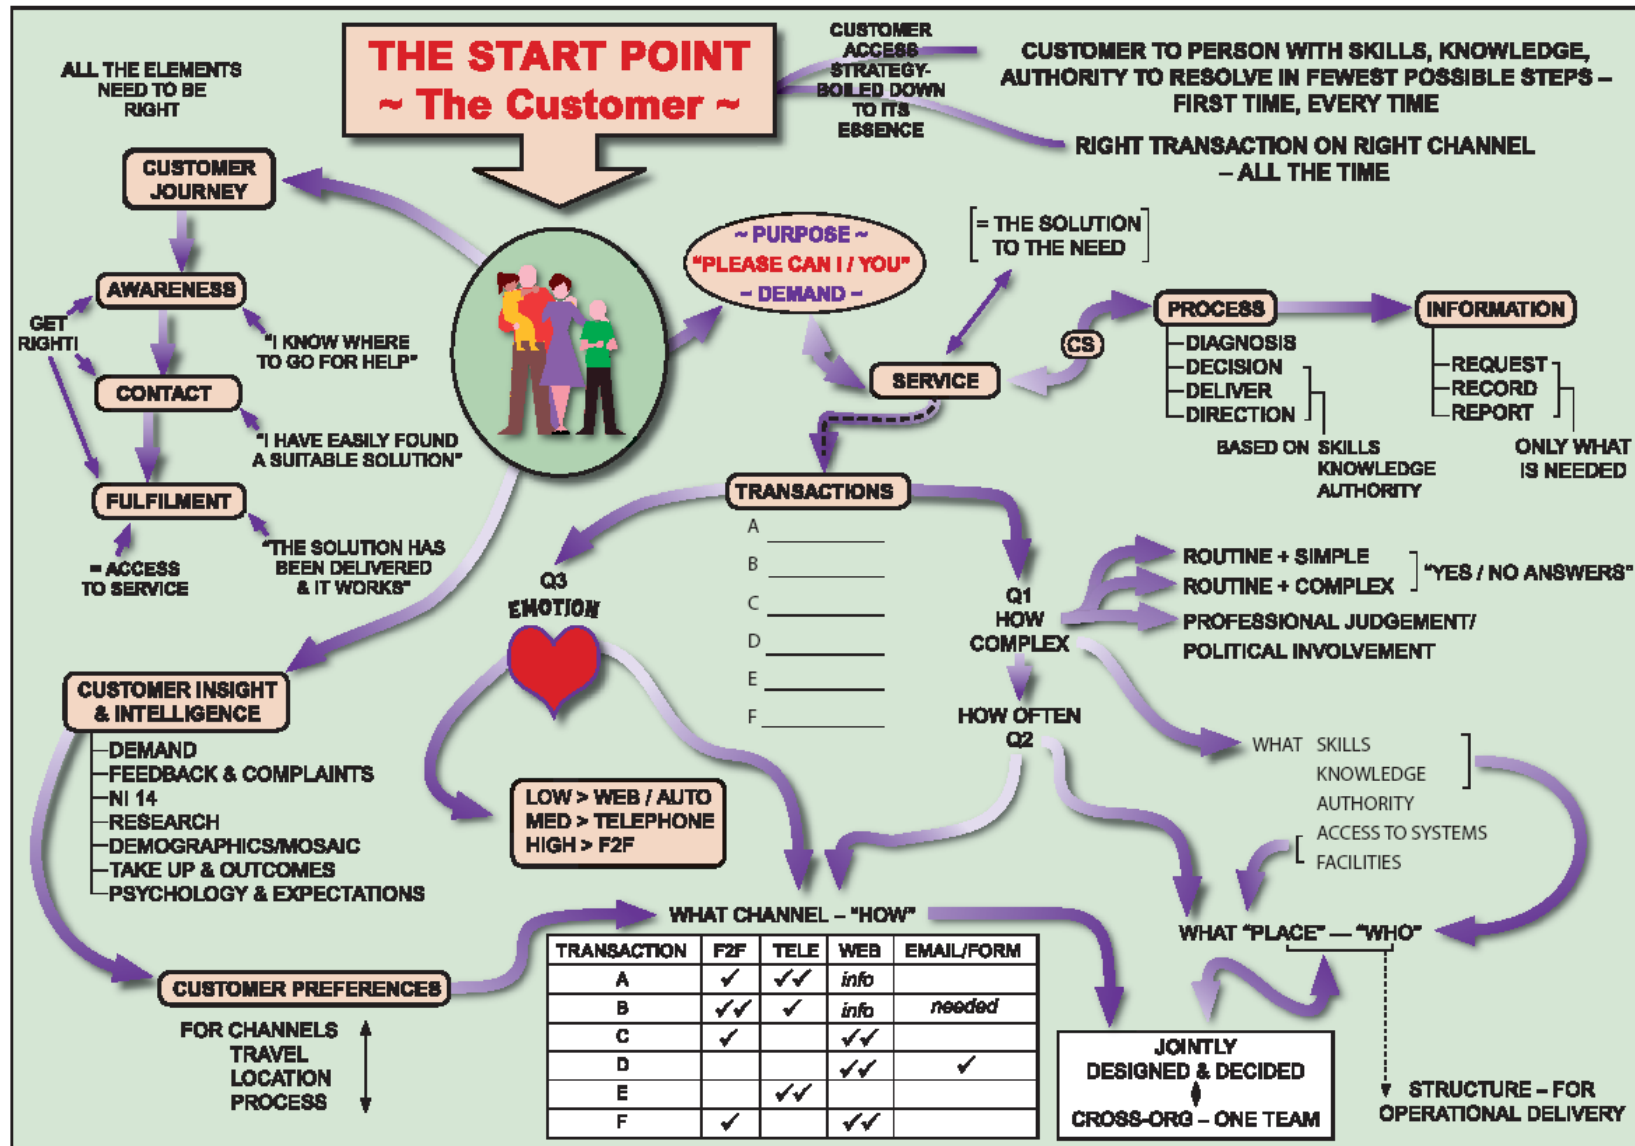 THE START POINT
~ The Customer ~
CUSTOMER
ACCESS
STRATEGY-
BOILED DOWN
TO ITS
ESSENCE
CUSTOMER TO PERSON WITH SKILLS, KNOWLEDGE,
AUTHORITY TO RESOLVE IN FEWEST POSSIBLE STEPS –
FIRST TIME, EVERY TIME
RIGHT TRANSACTION ON RIGHT CHANNEL
– ALL THE TIME
ALL THE ELEMENTS
NEED TO BE
RIGHT
CUSTOMER
JOURNEY
AWARENESS
GET
RIGHT!
"I KNOW WHERE
TO GO FOR HELP"
CONTACT
"I HAVE EASILY FOUND
A SUITABLE SOLUTION"
FULFILMENT
= ACCESS
TO SERVICE
"THE SOLUTION HAS
BEEN DELIVERED
& IT WORKS"
~ PURPOSE ~
"PLEASE CAN I / YOU"
~ DEMAND ~
= THE SOLUTION
TO THE NEED
SERVICE
CS
PROCESS
DIAGNOSIS
DECISION
DELIVER
DIRECTION
BASED ON SKILLS
KNOWLEDGE
AUTHORITY
INFORMATION
REQUEST
RECORD
REPORT
ONLY WHAT
IS NEEDED
TRANSACTIONS
A
B
C
D
E
F
Q3
EMOTION
LOW > WEB / AUTO
MED > TELEPHONE
HIGH > F2F
Q1
HOW
COMPLEX
ROUTINE + SIMPLE
ROUTINE + COMPLEX
"YES / NO ANSWERS"
PROFESSIONAL JUDGEMENT/
POLITICAL INVOLVEMENT
HOW OFTEN
Q2
WHAT SKILLS
KNOWLEDGE
AUTHORITY
ACCESS TO SYSTEMS
FACILITIES
WHAT "PLACE" — "WHO"
CUSTOMER INSIGHT
& INTELLIGENCE
DEMAND
FEEDBACK & COMPLAINTS
NI 14
RESEARCH
DEMOGRAPHICS/MOSAIC
TAKE UP & OUTCOMES
PSYCHOLOGY & EXPECTATIONS
CUSTOMER PREFERENCES
FOR CHANNELS
TRAVEL
LOCATION
PROCESS
WHAT CHANNEL – "HOW"
TRANSACTION F2F TELE WEB EMAIL/FORM
A ✓ ✓✓ info
B ✓✓ ✓ info needed
C ✓ ✓✓
D ✓✓ ✓
E ✓✓
F ✓ ✓✓
JOINTLY
DESIGNED & DECIDED
CROSS-ORG – ONE TEAM
STRUCTURE – FOR
OPERATIONAL DELIVERY